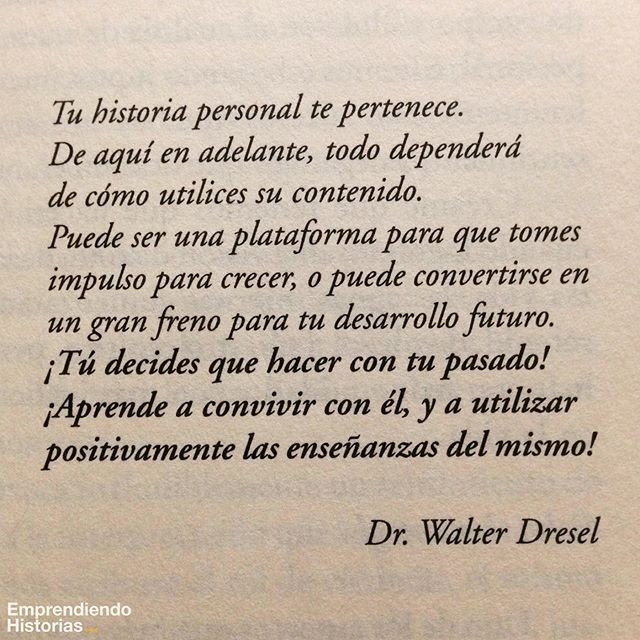 Tu historia personal te pertenece.
De aquí en adelante, todo dependerá
de cómo utilices su contenido.
Puede ser una plataforma para que tomes
impulso para crecer, o puede convertirse en
un gran freno para tu desarrollo futuro.
¡Tú decides que hacer con tu pasado!
¡Aprende a convivir con él, y a utilizar
positivamente las enseñanzas del mismo!
Dr. Walter Dresel
Emprendiendo
Historias